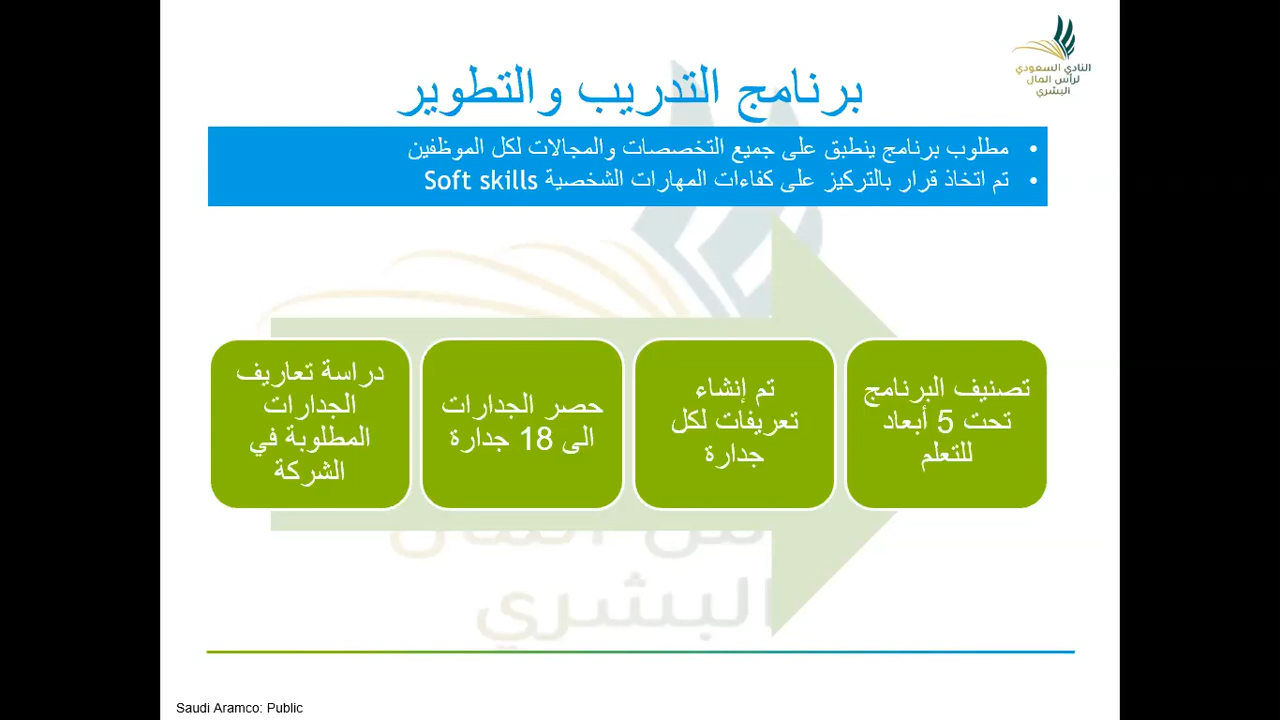 النادي السعودي
لرأس المال
البشري
برنامج التدريب والتطوير
• مطلوب برنامج ينطبق على جميع التخصصات والمجالات لكل الموظفين
• تم اتخاذ قرار بالتركيز على كفاءات المهارات الشخصية Soft skills
دراسة تعاريف
الجدارات
المطلوبة في
الشركة
حصر الجدارات
الى 18 جدارة
تم إنشاء
تعريفات لكل
جدارة
تصنيف البرنامج
تحت 5 أبعاد
للتعلم
البشري
Saudi Aramco: Public